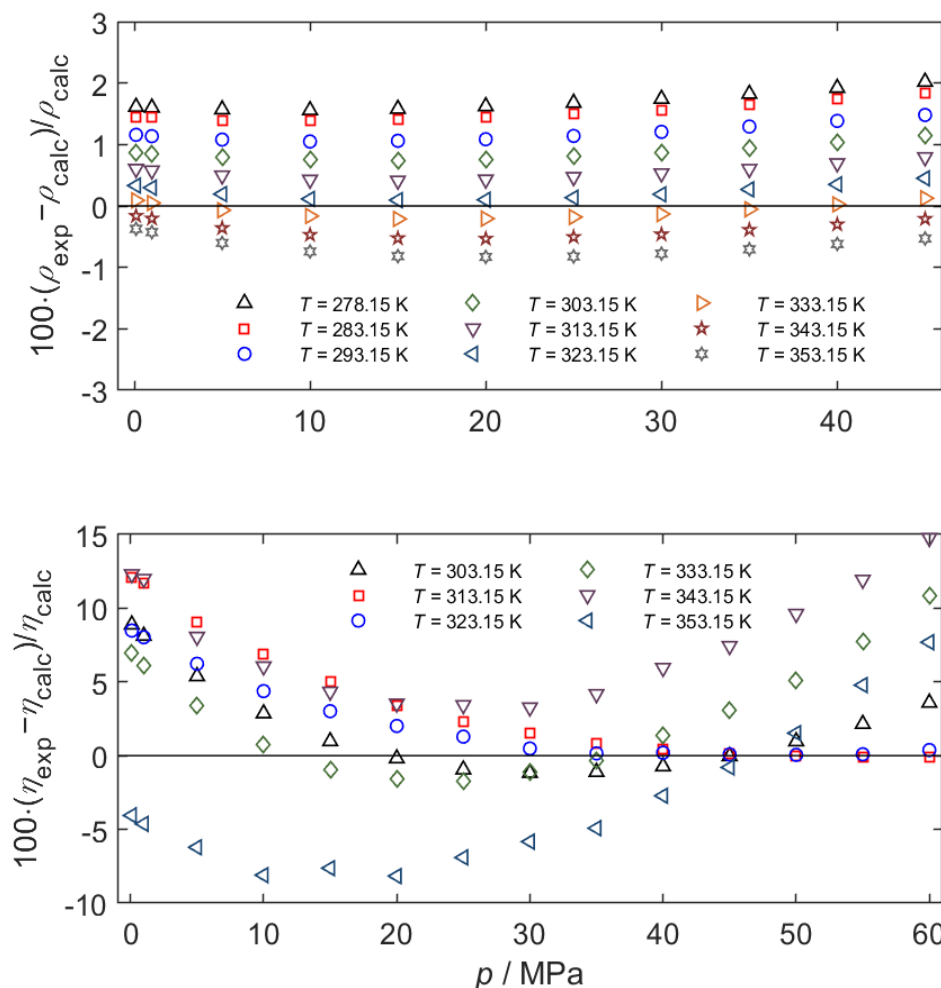 3
2
1
0
-1
-2
-3
100·(ρexp−ρcalc)/ρcalc
T = 278.15 K T = 303.15 K T = 333.15 K
T = 283.15 K T = 313.15 K T = 343.15 K
T = 293.15 K T = 323.15 K T = 353.15 K
0 10 20 30 40
15
10
5
0
-5
-10
100·(ηexp−ηcalc)/ηcalc
T = 303.15 K T = 333.15 K
T = 313.15 K T = 343.15 K
T = 323.15 K T = 353.15 K
0 10 20 30 40 50 60
p / MPa